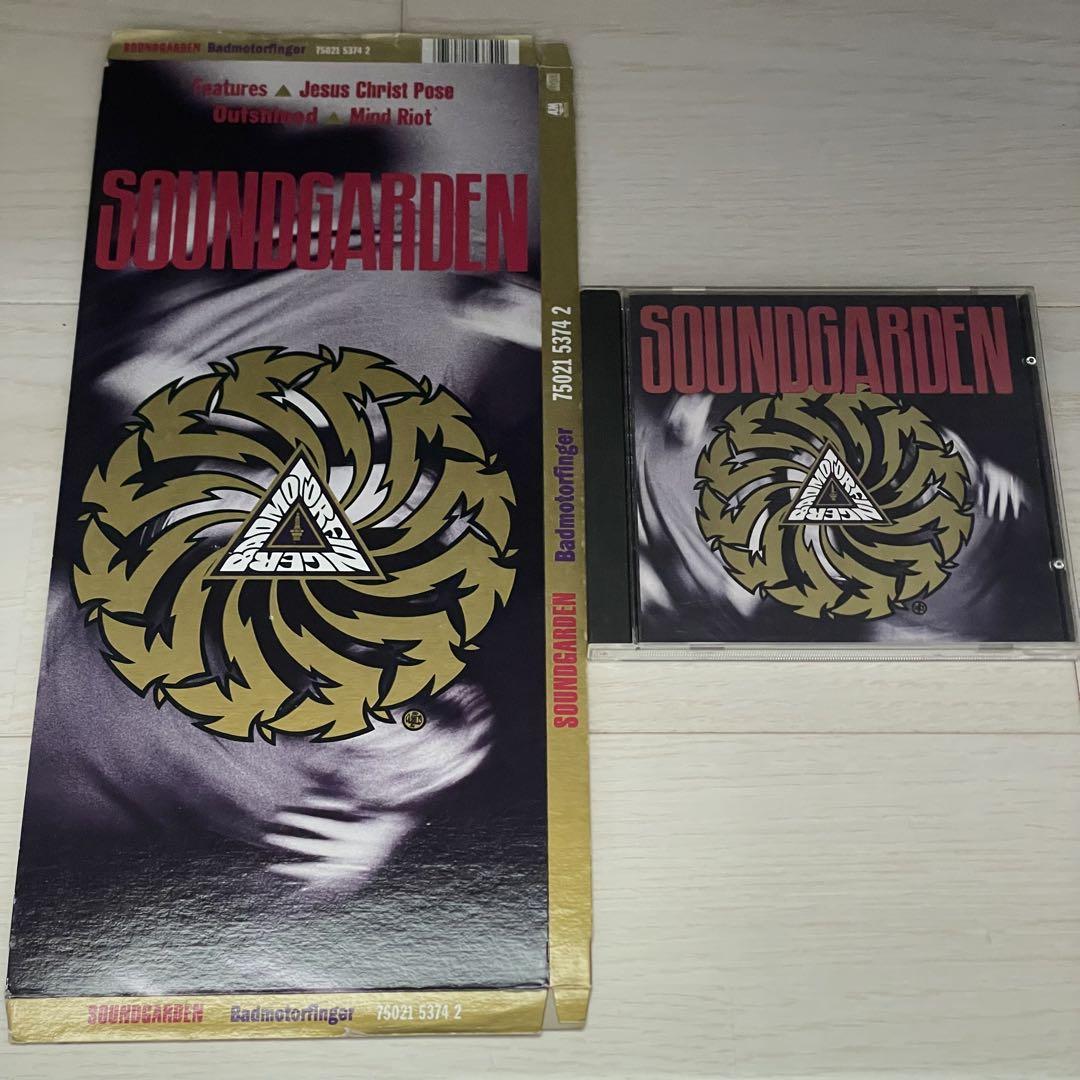 SOUNDGARDEN Badmotorfinger 75021 5374 2
Features ▲ Jesus Christ Pose
Outshined ▲ Mind Riot
SOUNDGARDEN
BADMOTORFINGER
SOUNDGARDEN Badmotorfinger 75021 5374 2
A&M
SOUNDGARDEN Badmotorfinger 75021 5374 2
SOUNDGARDEN
BADMOTORFINGER